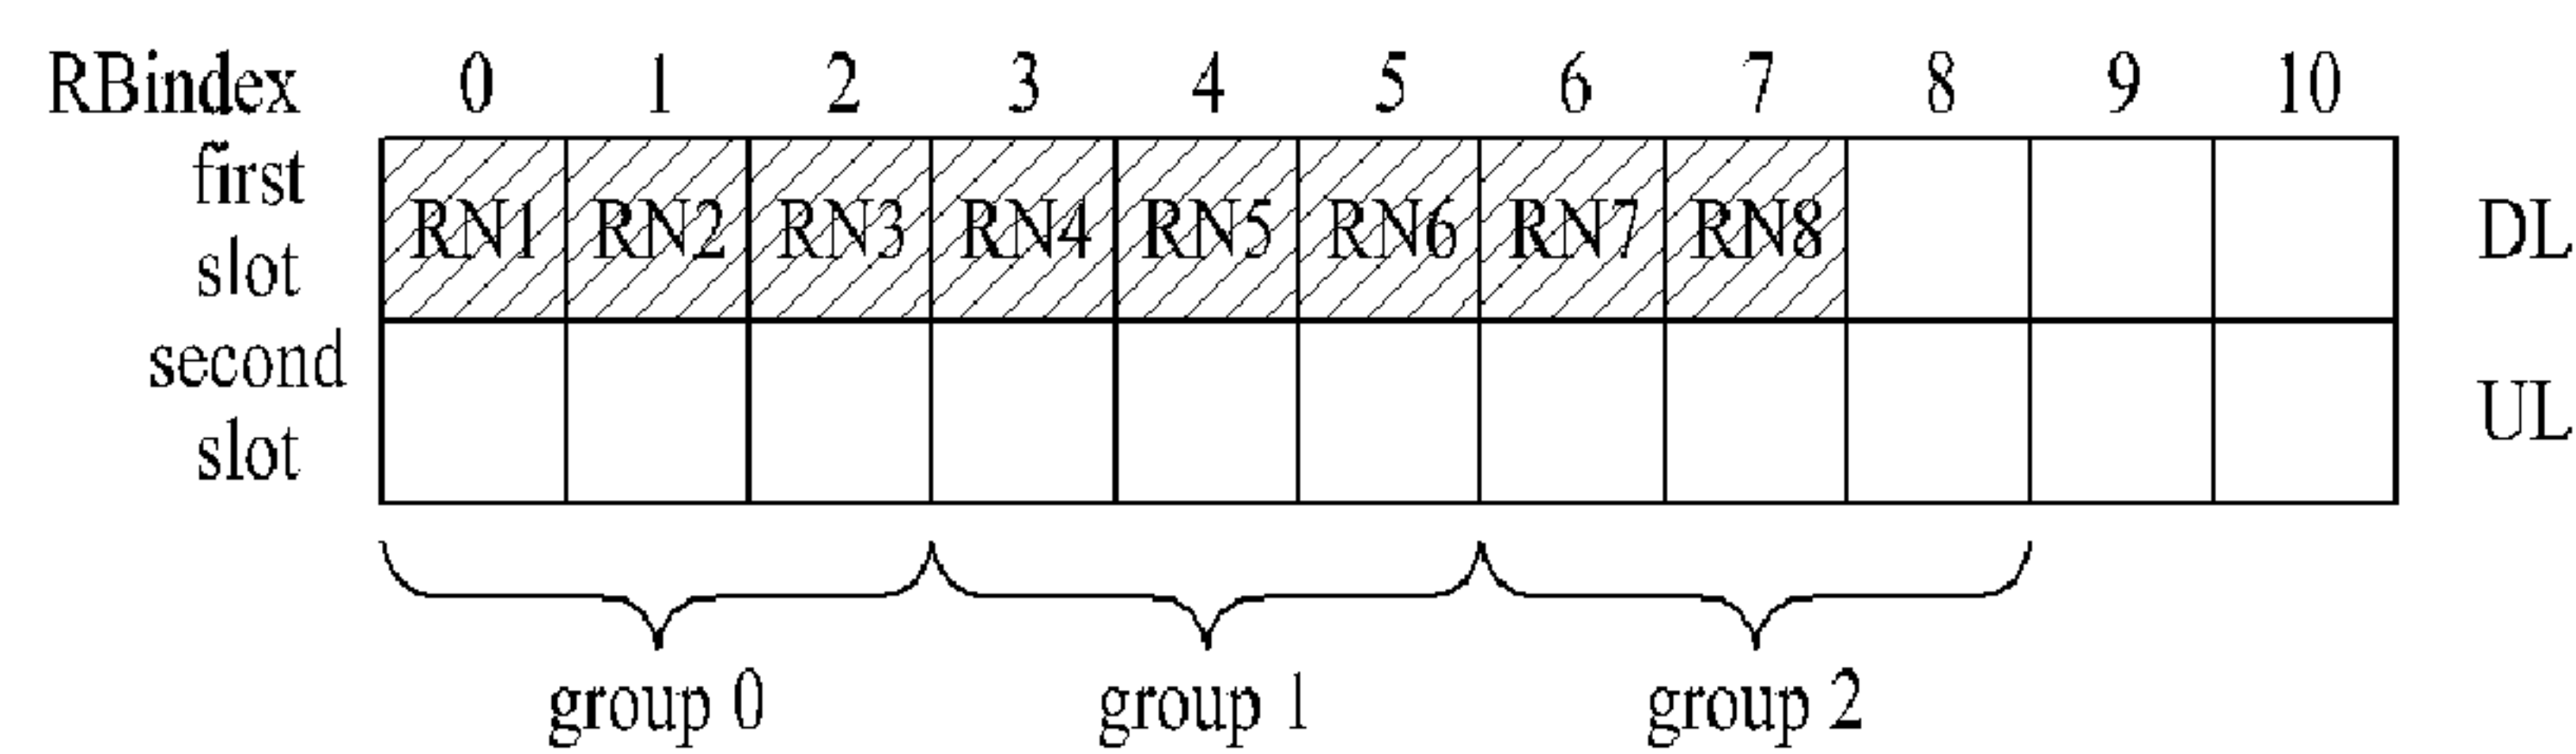 RBindex 0 1 2 3 4 5 6 7 8 9 10
first slot RN1 RN2 RN3 RN4 RN5 RN6 RN7 RN8 DL
second slot UL
group 0 group 1 group 2